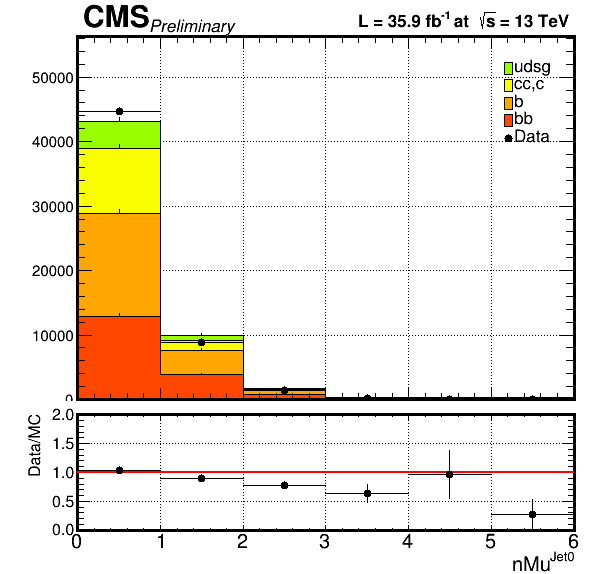 CMS Preliminary L = 35.9 fb⁻¹ at √s = 13 TeV
udsg
cc,c
b
bb
Data
50000
40000
30000
20000
10000
0
Data/MC
2.0
1.5
1.0
0.5
0.0
0 1 2 3 4 5 6
nMu^Jet0